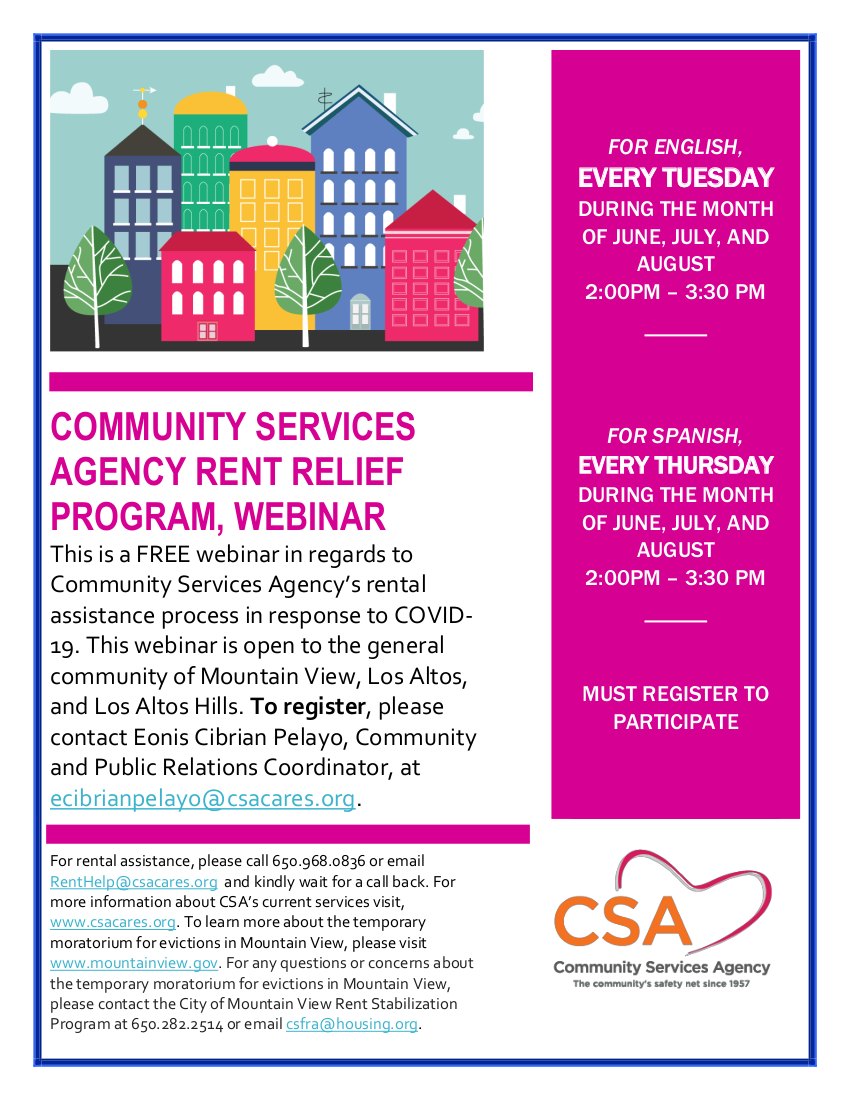 COMMUNITY SERVICES
AGENCY RENT RELIEF
PROGRAM, WEBINAR
This is a FREE webinar in regards to
Community Services Agency’s rental
assistance process in response to COVID-
19. This webinar is open to the general
community of Mountain View, Los Altos,
and Los Altos Hills. To register, please
contact Eonis Cibrian Pelayo, Community
and Public Relations Coordinator, at
ecibrianpelayo@csacares.org.
For rental assistance, please call 650.968.0836 or email
RentHelp@csacares.org and kindly wait for a call back. For
more information about CSA’s current services visit,
www.csacares.org. To learn more about the temporary
moratorium for evictions in Mountain View, please visit
www.mountainview.gov. For any questions or concerns about
the temporary moratorium for evictions in Mountain View,
please contact the City of Mountain View Rent Stabilization
Program at 650.282.2514 or email csfra@housing.org.
FOR ENGLISH,
EVERY TUESDAY
DURING THE MONTH
OF JUNE, JULY, AND
AUGUST
2:00PM – 3:30 PM
FOR SPANISH,
EVERY THURSDAY
DURING THE MONTH
OF JUNE, JULY, AND
AUGUST
2:00PM – 3:30 PM
MUST REGISTER TO
PARTICIPATE
CSA
Community Services Agency
The community's safety net since 1957